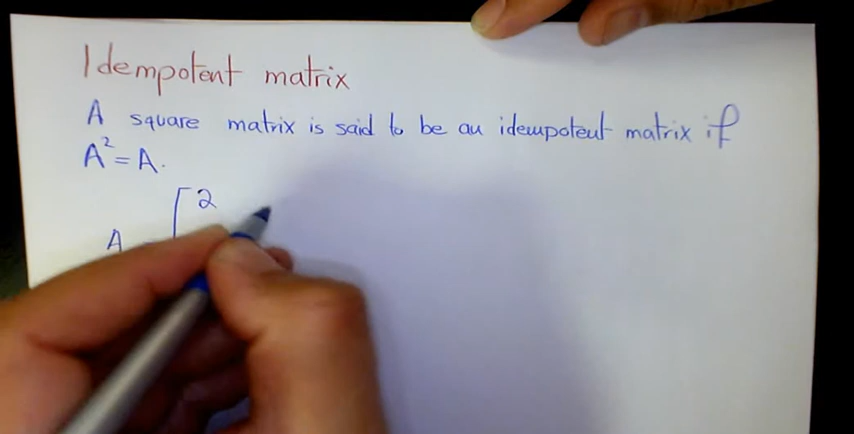 Idempotent matrix
A square matrix is said to be an idempotent matrix if
A² = A.
A [ 2